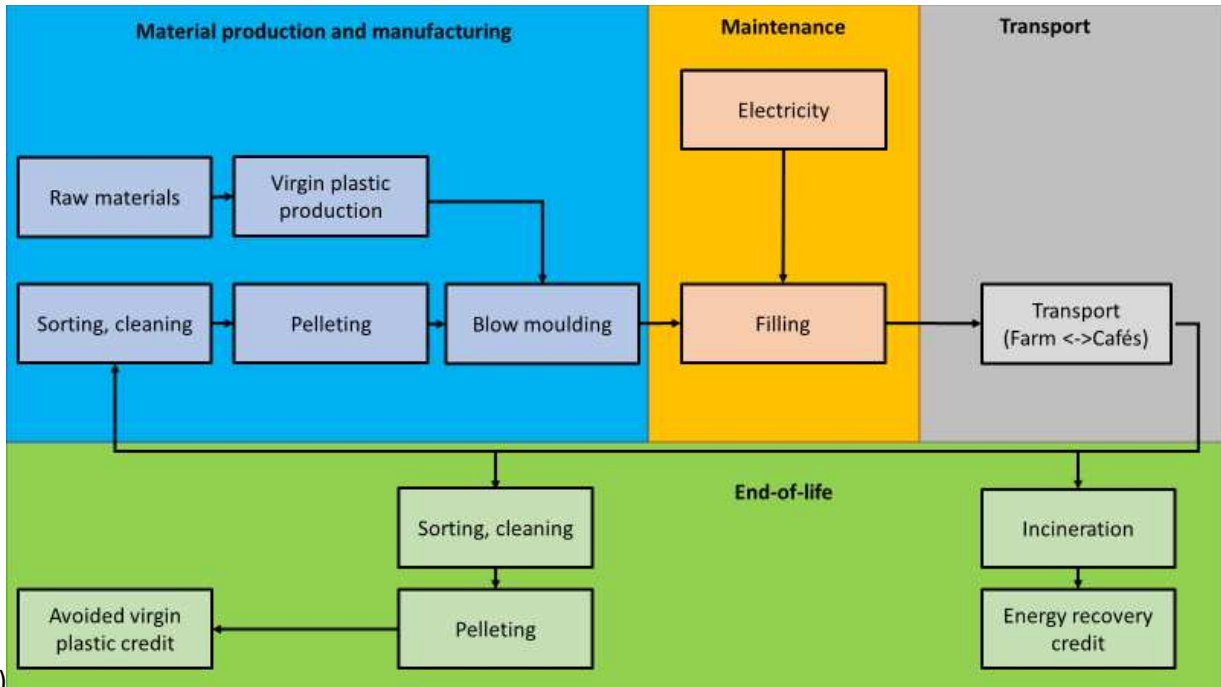 Material production and manufacturing
Maintenance
Transport
Electricity
Raw materials
Virgin plastic
production
Sorting, cleaning
Pelleting
Blow moulding
Filling
Transport
(Farm <->Cafés)
End-of-life
Sorting, cleaning
Incineration
Avoided virgin
plastic credit
Pelleting
Energy recovery
credit
)